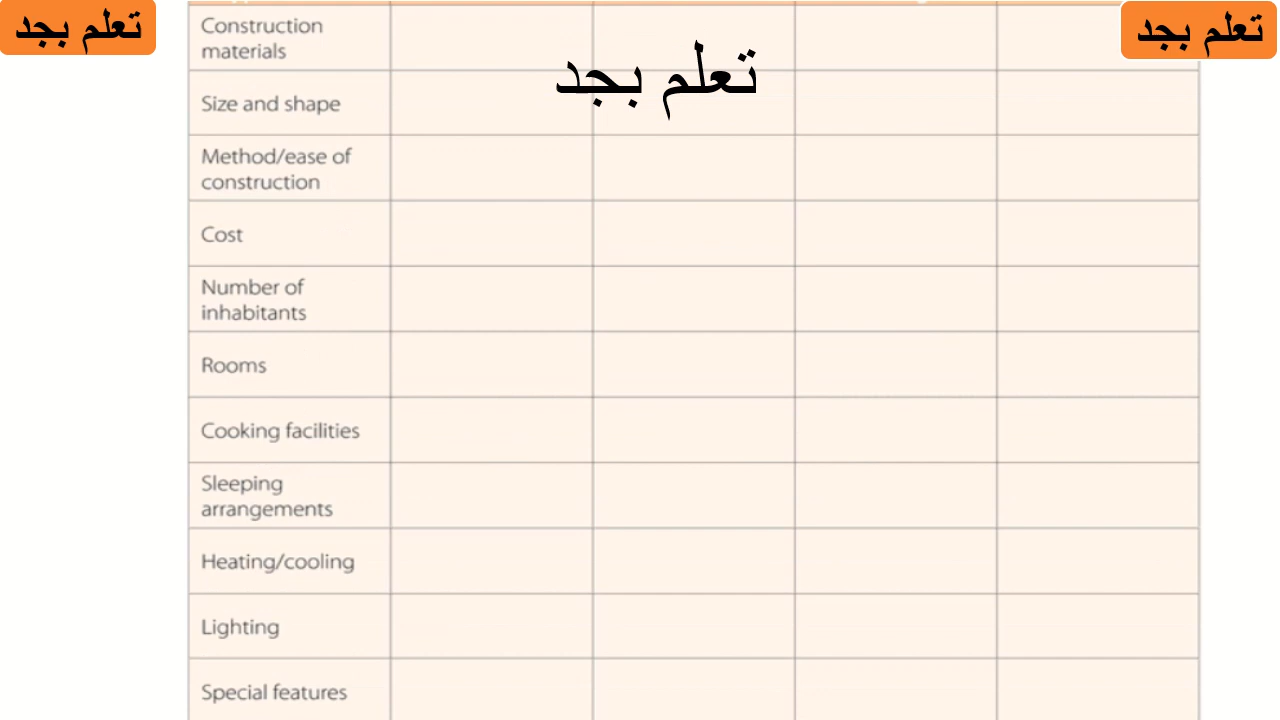 تعلم بجد
تعلم بجد
Construction
materials
تعلم بجد
Size and shape
Method/ease of
construction
Cost
Number of
inhabitants
Rooms
Cooking facilities
Sleeping
arrangements
Heating/cooling
Lighting
Special features